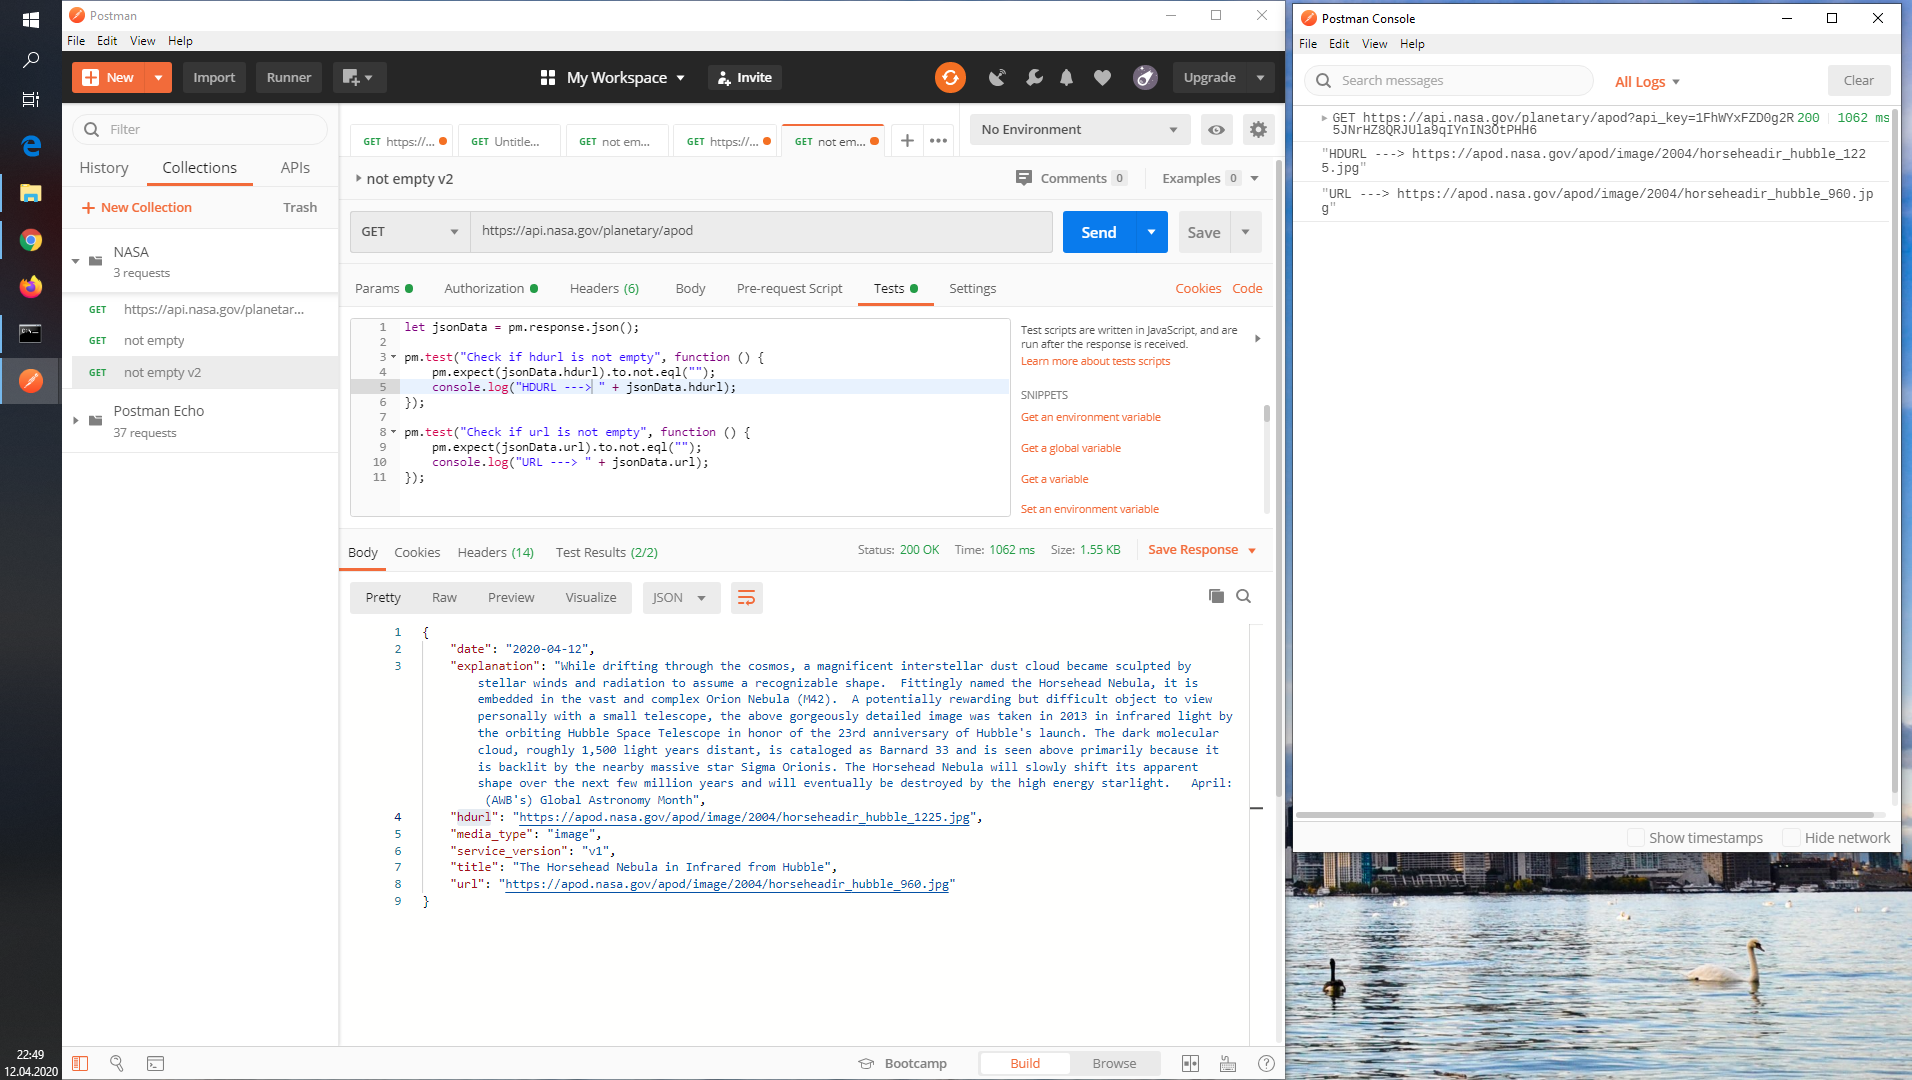 Postman
File Edit View Help
New Import Runner My Workspace Invite Upgrade
Filter
History Collections APIs
New Collection Trash
NASA
3 requests
GET https://api.nasa.gov/planetar...
GET not empty
GET not empty v2
Postman Echo
37 requests
GET https://... GET Untitle... GET not em... GET https://... GET not em...
No Environment
not empty v2
Comments 0 Examples 0
GET https://api.nasa.gov/planetary/apod
Send Save
Params Authorization Headers (6) Body Pre-request Script Tests Settings
Cookies Code
1 let jsonData = pm.response.json();
2
3 pm.test("Check if hdurl is not empty", function () {
4 pm.expect(jsonData.hdurl).to.not.eql("");
5 console.log("HDURL ---> " + jsonData.hdurl);
6 });
7
8 pm.test("Check if url is not empty", function () {
9 pm.expect(jsonData.url).to.not.eql("");
10 console.log("URL ---> " + jsonData.url);
11 });
Test scripts are written in JavaScript, and are
run after the response is received.
Learn more about tests scripts
SNIPPETS
Get an environment variable
Get a global variable
Get a variable
Set an environment variable
Body Cookies Headers (14) Test Results (2/2)
Status: 200 OK Time: 1062 ms Size: 1.55 KB Save Response
Pretty Raw Preview Visualize JSON
1 {
2 "date": "2020-04-12",
3 "explanation": "While drifting through the cosmos, a magnificent interstellar dust cloud became sculpted by
stellar winds and radiation to assume a recognizable shape. Fittingly named the Horsehead Nebula, it is
embedded in the vast and complex Orion Nebula (M42). A potentially rewarding but difficult object to view
personally with a small telescope, the above gorgeously detailed image was taken in 2013 in infrared light by
the orbiting Hubble Space Telescope in honor of the 23rd anniversary of Hubble's launch. The dark molecular
cloud, roughly 1,500 light years distant, is cataloged as Barnard 33 and is seen above primarily because it
is backlit by the nearby massive star Sigma Orionis. The Horsehead Nebula will slowly shift its apparent
shape over the next few million years and will eventually be destroyed by the high energy starlight. April:
(AWB's) Global Astronomy Month",
4 "hdurl": "https://apod.nasa.gov/apod/image/2004/horseheadir_hubble_1225.jpg",
5 "media_type": "image",
6 "service_version": "v1",
7 "title": "The Horsehead Nebula in Infrared from Hubble",
8 "url": "https://apod.nasa.gov/apod/image/2004/horseheadir_hubble_960.jpg"
9 }
Bootcamp Build Browse
22:49
12.04.2020
Postman Console
File Edit View Help
Search messages All Logs Clear
GET https://api.nasa.gov/planetary/apod?api_key=1FhWYxFZD0g2R 200 1062 ms
5JNrHZ8QRJUla9qIYnIN3OtPHH6
"HDURL ---> https://apod.nasa.gov/apod/image/2004/horseheadir_hubble_122
5.jpg"
"URL ---> https://apod.nasa.gov/apod/image/2004/horseheadir_hubble_960.jp
g"
Show timestamps Hide network